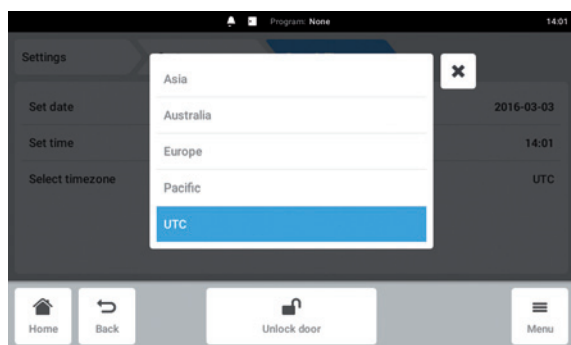 Program: None
14:01
Settings
Asia
Set date
2016-03-03
Australia
Set time
14:01
Europe
Select timezone
UTC
Pacific
UTC
Home
Back
Unlock door
Menu